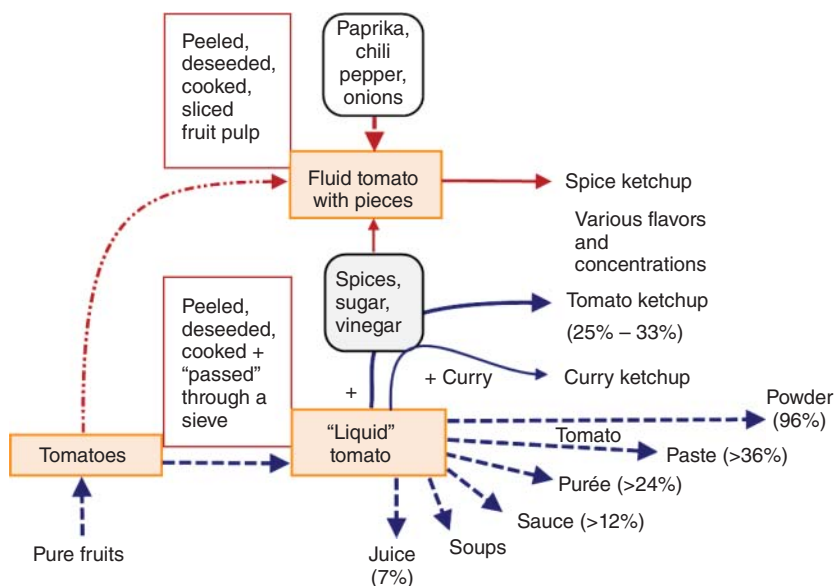 Peeled,
deseeded,
cooked,
sliced
fruit pulp
Paprika,
chili
pepper,
onions
Fluid tomato
with pieces
Spice ketchup
Various flavors
and
concentrations
Peeled,
deseeded,
cooked +
“passed”
through a
sieve
Spices,
sugar,
vinegar
Tomato ketchup
(25% – 33%)
+
+ Curry
Curry ketchup
Tomatoes
“Liquid”
tomato
Tomato
Powder
(96%)
Paste (>36%)
Purée (>24%)
Sauce (>12%)
Soups
Juice
(7%)
Pure fruits